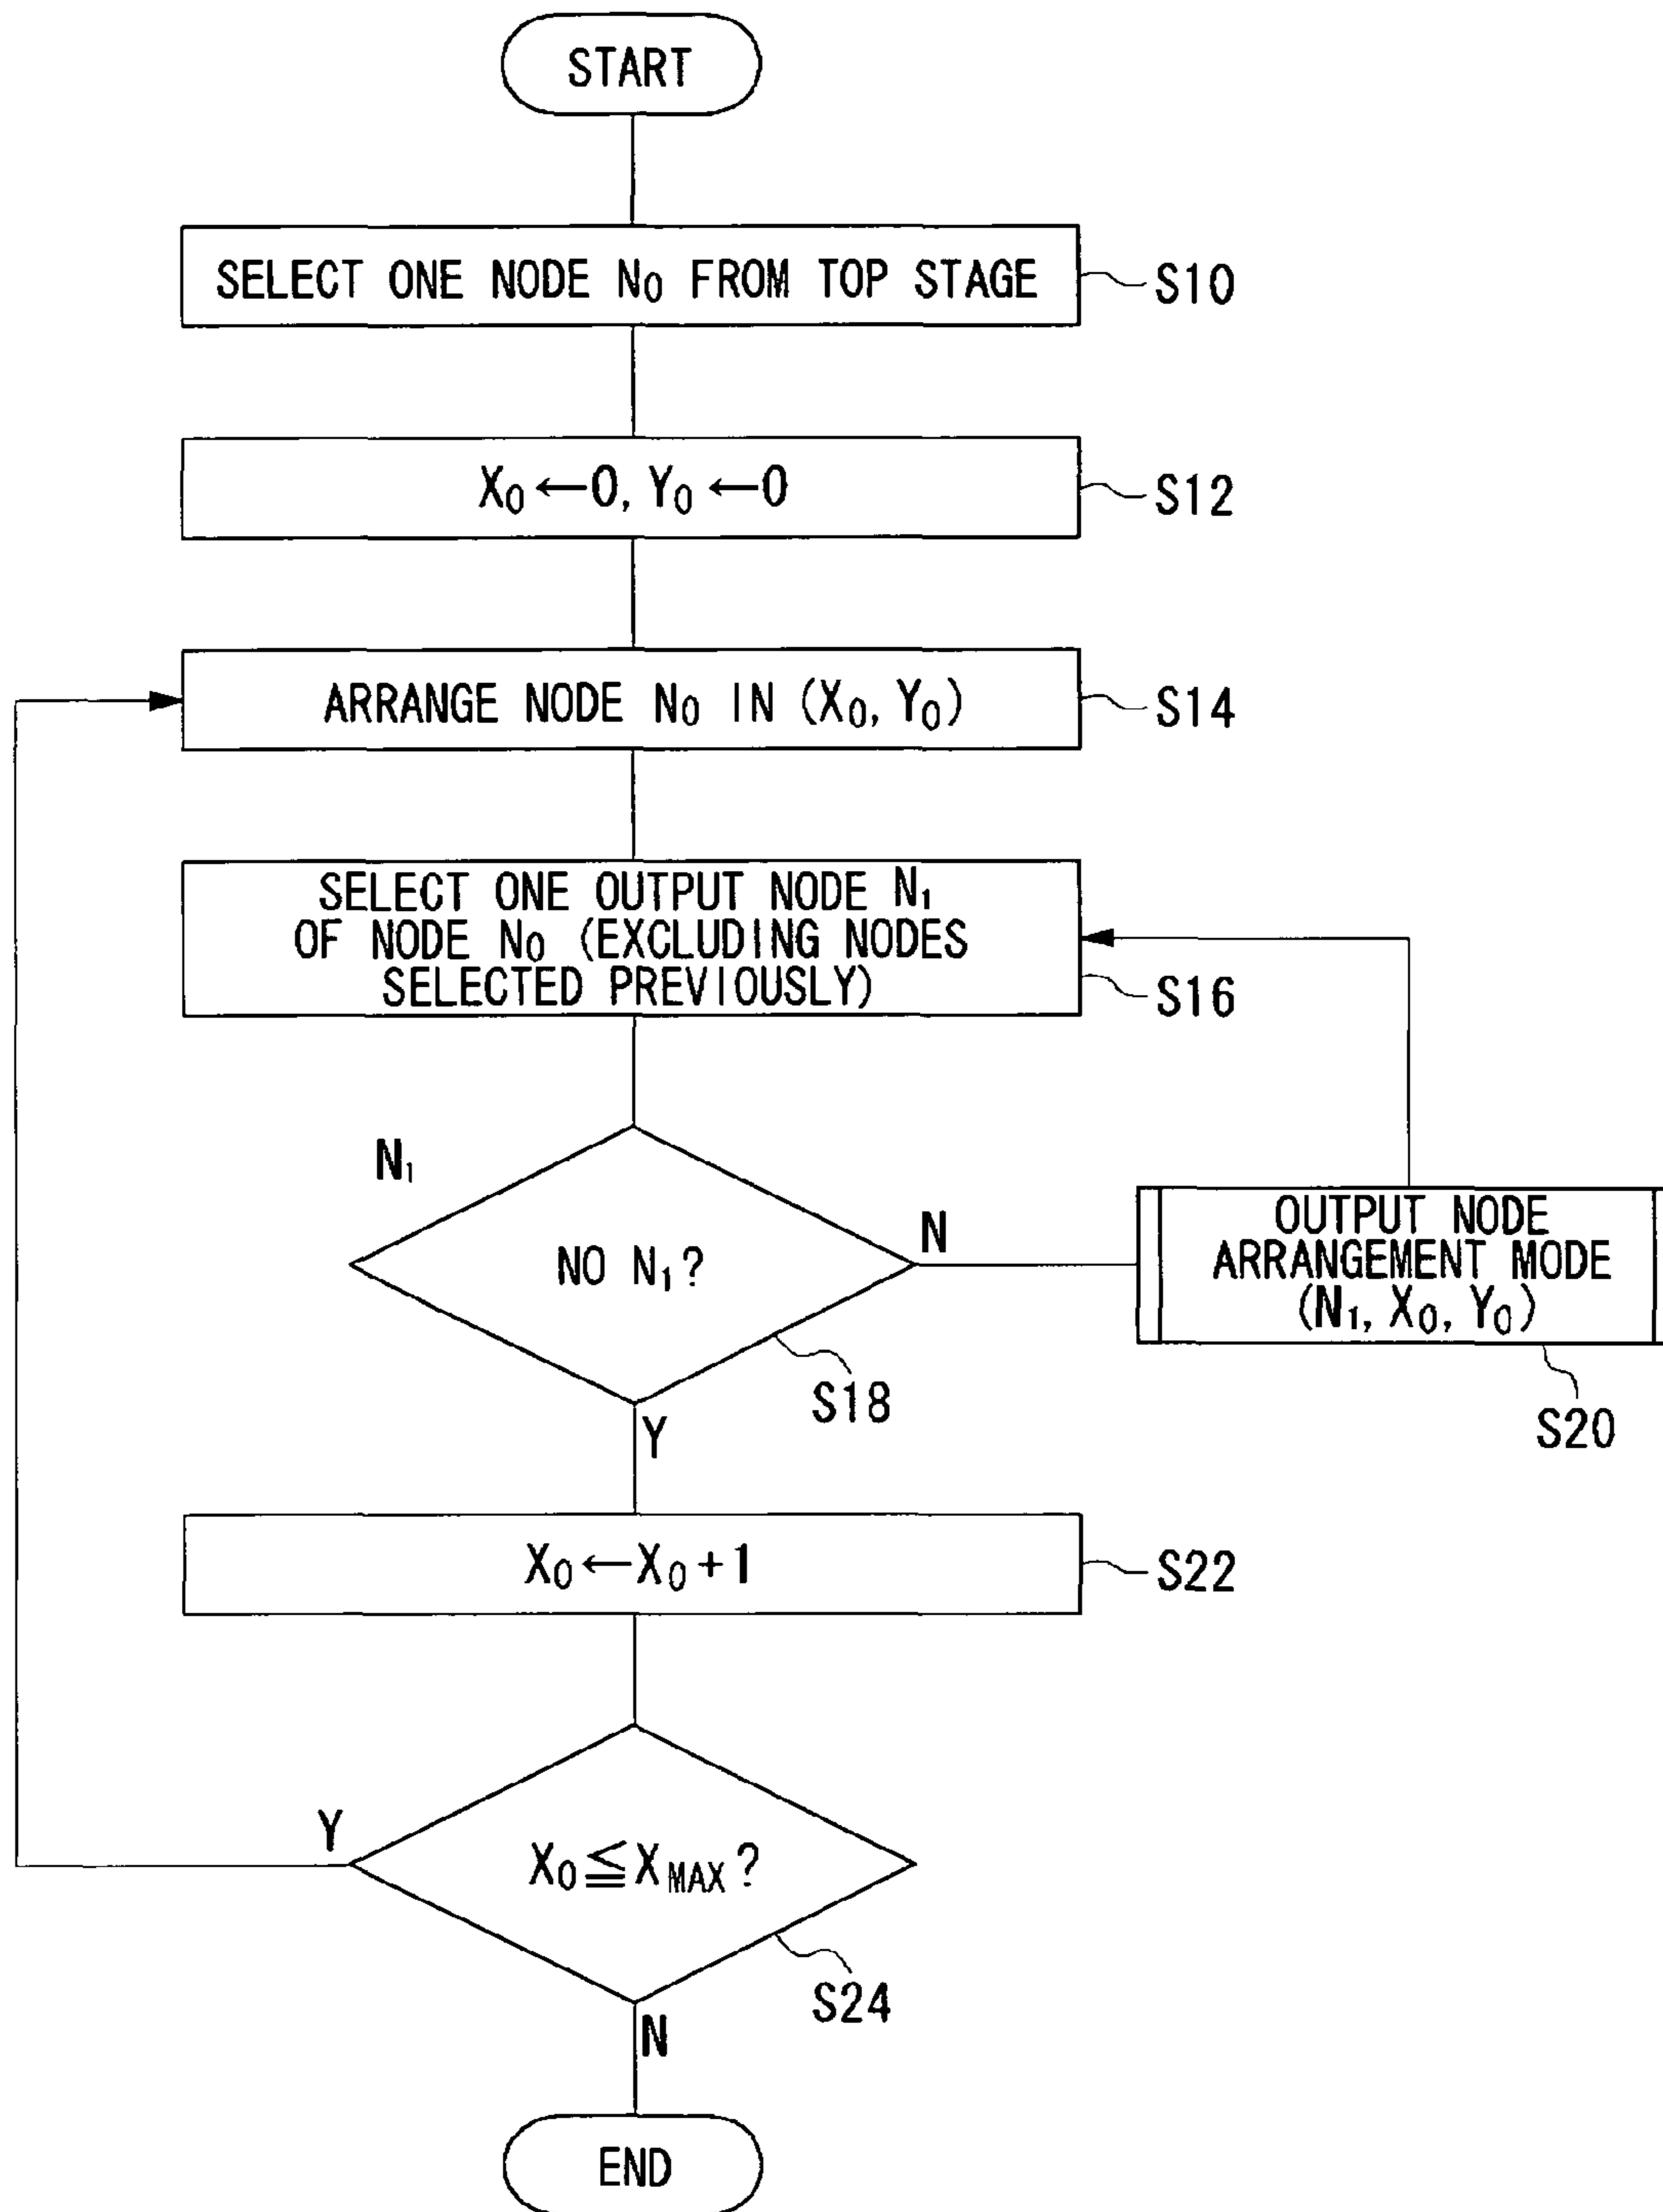 START
SELECT ONE NODE N₀ FROM TOP STAGE
S10
X₀←0, Y₀←0
S12
ARRANGE NODE N₀ IN (X₀, Y₀)
S14
SELECT ONE OUTPUT NODE N₁
OF NODE N₀ (EXCLUDING NODES
SELECTED PREVIOUSLY)
S16
N₁
NO N₁?
N
S18
Y
OUTPUT NODE
ARRANGEMENT MODE
(N₁, X₀, Y₀)
S20
X₀←X₀+1
S22
Y
X₀≦X_MAX?
S24
N
END